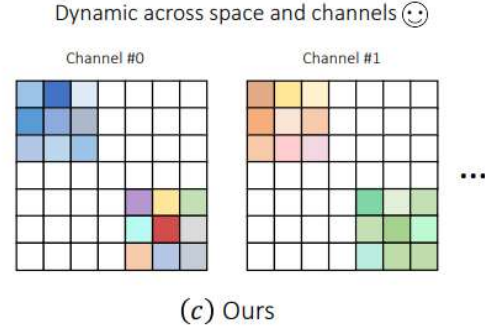 Dynamic across space and channels ☺
Channel #0 Channel #1
...
(c) Ours